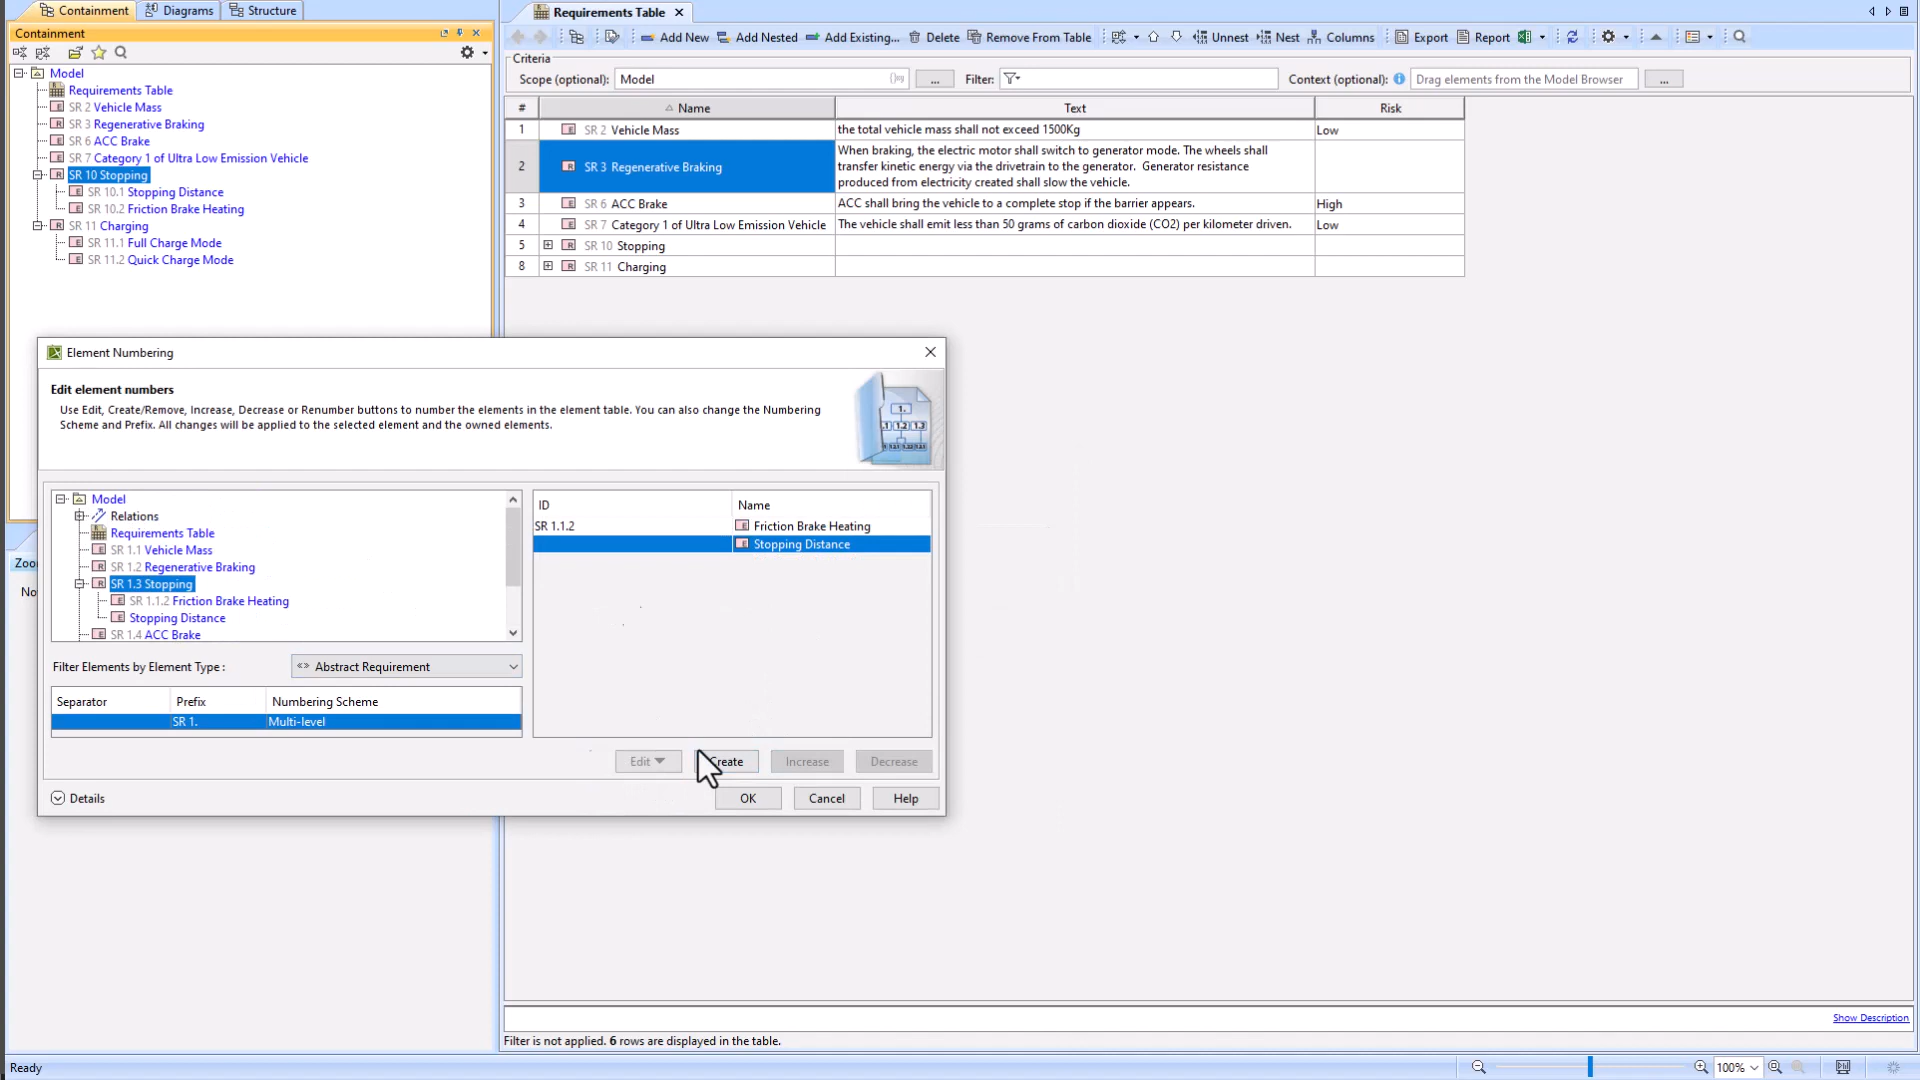 Containment Diagrams Structure
Containment
Model
Requirements Table
SR 2 Vehicle Mass
SR 3 Regenerative Braking
SR 6 ACC Brake
SR 7 Category 1 of Ultra Low Emission Vehicle
SR 10 Stopping
SR 10.1 Stopping Distance
SR 10.2 Friction Brake Heating
SR 11 Charging
SR 11.1 Full Charge Mode
SR 11.2 Quick Charge Mode
Zoo
No
Requirements Table
Add New Add Nested Add Existing... Delete Remove From Table Unnest Nest Columns Export Report
Criteria
Scope (optional): Model ... Filter: Context (optional): Drag elements from the Model Browser ...
# Name Text Risk
1 SR 2 Vehicle Mass the total vehicle mass shall not exceed 1500Kg Low
2 SR 3 Regenerative Braking When braking, the electric motor shall switch to generator mode. The wheels shall
transfer kinetic energy via the drivetrain to the generator. Generator resistance
produced from electricity created shall slow the vehicle.
3 SR 6 ACC Brake ACC shall bring the vehicle to a complete stop if the barrier appears. High
4 SR 7 Category 1 of Ultra Low Emission Vehicle The vehicle shall emit less than 50 grams of carbon dioxide (CO2) per kilometer driven. Low
5 SR 10 Stopping
8 SR 11 Charging
Element Numbering
Edit element numbers
Use Edit, Create/Remove, Increase, Decrease or Renumber buttons to number the elements in the element table. You can also change the Numbering
Scheme and Prefix. All changes will be applied to the selected element and the owned elements.
Model
Relations
Requirements Table
SR 1.1 Vehicle Mass
SR 1.2 Regenerative Braking
SR 1.3 Stopping
SR 1.1.2 Friction Brake Heating
Stopping Distance
SR 1.4 ACC Brake
ID Name
SR 1.1.2 Friction Brake Heating
Stopping Distance
Filter Elements by Element Type : Abstract Requirement
Separator Prefix Numbering Scheme
SR 1. Multi-level
Edit Create Increase Decrease
Details OK Cancel Help
Show Description
Filter is not applied. 6 rows are displayed in the table.
Ready 100%